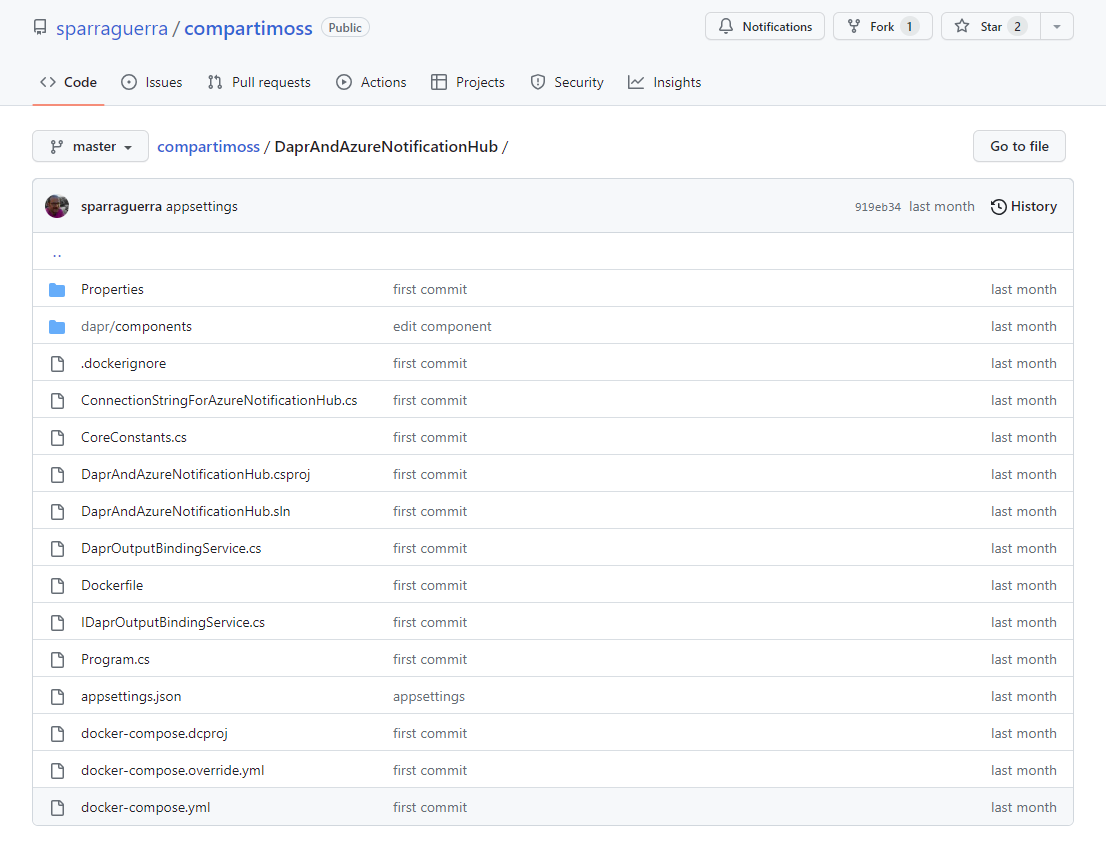 sparraguerra / compartimoss Public Notifications Fork 1 Star 2
Code Issues Pull requests Actions Projects Security Insights
master compartimoss / DaprAndAzureNotificationHub / Go to file
sparraguerra appsettings 919eb34 last month History
..
Properties first commit last month
dapr/components edit component last month
.dockerignore first commit last month
ConnectionStringForAzureNotificationHub.cs first commit last month
CoreConstants.cs first commit last month
DaprAndAzureNotificationHub.csproj first commit last month
DaprAndAzureNotificationHub.sln first commit last month
DaprOutputBindingService.cs first commit last month
Dockerfile first commit last month
IDaprOutputBindingService.cs first commit last month
Program.cs first commit last month
appsettings.json appsettings last month
docker-compose.dcproj first commit last month
docker-compose.override.yml first commit last month
docker-compose.yml first commit last month